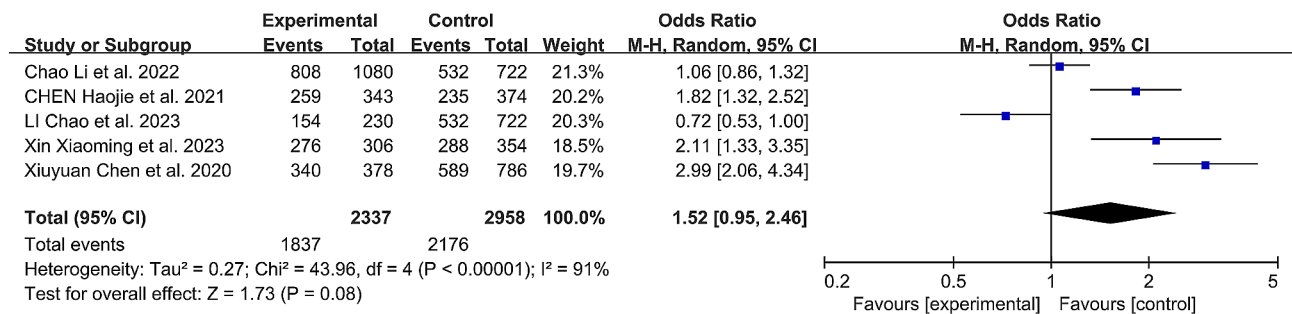 Experimental Control Odds Ratio Odds Ratio
Study or Subgroup Events Total Events Total Weight M-H, Random, 95% CI M-H, Random, 95% CI
Chao Li et al. 2022 808 1080 532 722 21.3% 1.06 [0.86, 1.32]
CHEN Haojie et al. 2021 259 343 235 374 20.2% 1.82 [1.32, 2.52]
LI Chao et al. 2023 154 230 532 722 20.3% 0.72 [0.53, 1.00]
Xin Xiaoming et al. 2023 276 306 288 354 18.5% 2.11 [1.33, 3.35]
Xiuyuan Chen et al. 2020 340 378 589 786 19.7% 2.99 [2.06, 4.34]
Total (95% CI) 2337 2958 100.0% 1.52 [0.95, 2.46]
Total events 1837 2176
Heterogeneity: Tau² = 0.27; Chi² = 43.96, df = 4 (P < 0.00001); I² = 91%
Test for overall effect: Z = 1.73 (P = 0.08)
0.2 0.5 1 2 5
Favours [experimental] Favours [control]